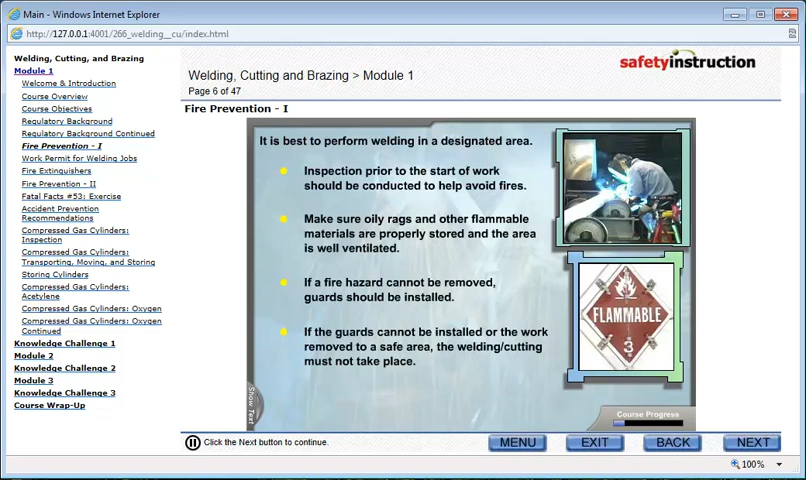 Main - Windows Internet Explorer
http://127.0.0.1:4001/266_welding__cu/index.html
Welding, Cutting, and Brazing
Module 1
Welcome & Introduction
Course Overview
Course Objectives
Regulatory Background
Regulatory Background Continued
Fire Prevention - I
Work Permit for Welding Jobs
Fire Extinguishers
Fire Prevention - II
Fatal Facts #53: Exercise
Accident Prevention
Recommendations
Compressed Gas Cylinders:
Inspection
Compressed Gas Cylinders:
Transporting, Moving, and Storing
Storing Cylinders
Compressed Gas Cylinders:
Acetylene
Compressed Gas Cylinders: Oxygen
Compressed Gas Cylinders: Oxygen
Continued
Knowledge Challenge 1
Module 2
Knowledge Challenge 2
Module 3
Knowledge Challenge 3
Course Wrap-Up
safetyinstruction
Welding, Cutting and Brazing > Module 1
Page 6 of 47
Fire Prevention - I
It is best to perform welding in a designated area.
Inspection prior to the start of work
should be conducted to help avoid fires.
Make sure oily rags and other flammable
materials are properly stored and the area
is well ventilated.
If a fire hazard cannot be removed,
guards should be installed.
If the guards cannot be installed or the work
removed to a safe area, the welding/cutting
must not take place.
FLAMMABLE
3
Show Text
Course Progress
Click the Next button to continue.
MENU
EXIT
BACK
NEXT
100%